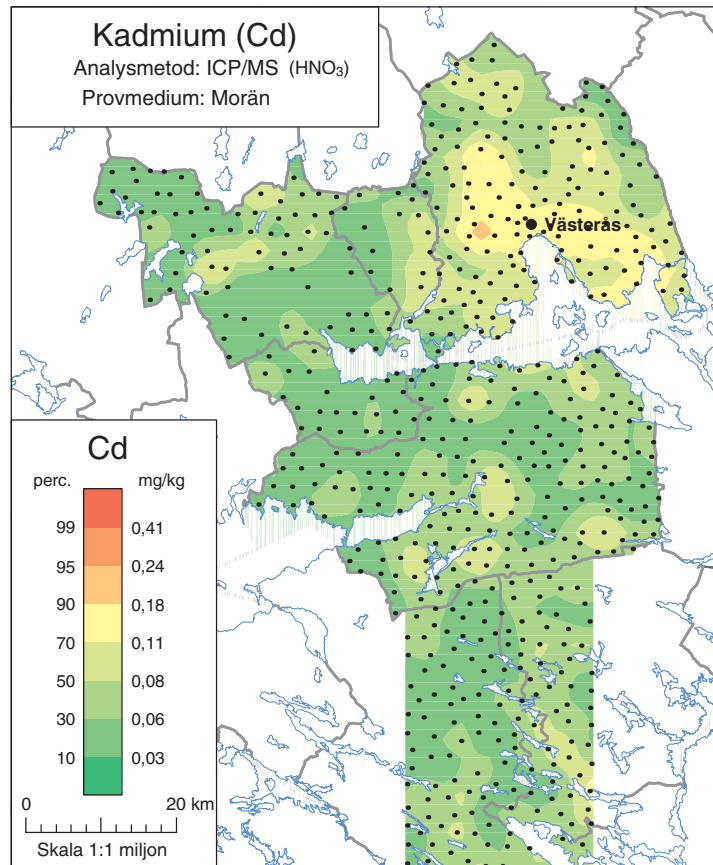 Kadmium (Cd)
Analysmetod: ICP/MS (HNO₃)
Provmedium: Morän
Västerås
Cd
perc. mg/kg
99 0,41
95 0,24
90 0,18
70 0,11
50 0,08
30 0,06
10 0,03
0 20 km
Skala 1:1 miljon